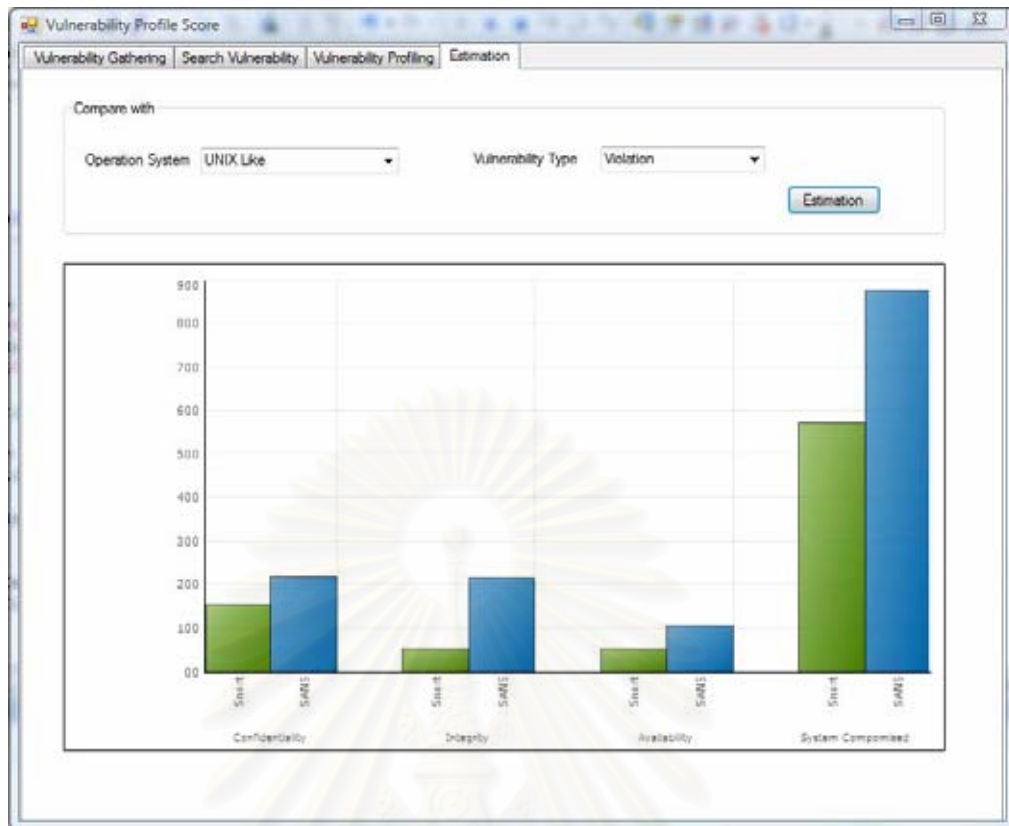 Vulnerability Profile Score
Vulnerability Gathering
Search Vulnerability
Vulnerability Profiling
Estimation
Compare with
Operation System
UNIX Like
Vulnerability Type
Violation
Estimation
900
800
700
600
500
400
300
200
100
00
Snort
SANS
Snort
SANS
Snort
SANS
Snort
SANS
Confidentiality
Integrity
Availability
System Compomised